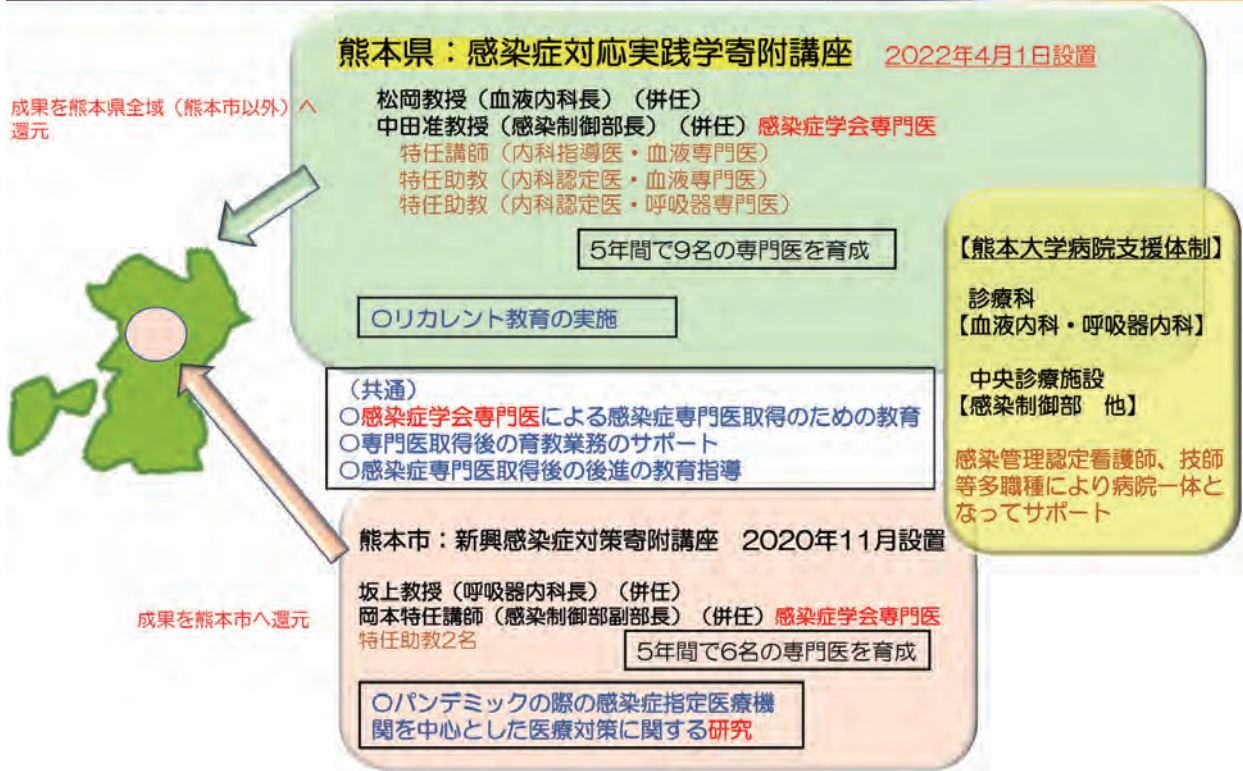 熊本県:感染症対応実践学寄附講座 2022年4月1日設置
成果を熊本県全域(熊本市以外)へ
還元
松岡教授(血液内科長)(併任)
中田准教授(感染制御部長)(併任)感染症学会専門医
特任講師(内科指導医・血液専門医)
特任助教(内科認定医・血液専門医)
特任助教(内科認定医・呼吸器専門医)
5年間で9名の専門医を育成
〇リカレント教育の実施
【熊本大学病院支援体制】
診療科
【血液内科・呼吸器内科】
中央診療施設
【感染制御部 他】
感染管理認定看護師、技師
等多職種により病院一体と
なってサポート
(共通)
〇感染症学会専門医による感染症専門医取得のための教育
〇専門医取得後の育教業務のサポート
〇感染症専門医取得後の後進の教育指導
熊本市:新興感染症対策寄附講座 2020年11月設置
坂上教授(呼吸器内科長)(併任)
岡本特任講師(感染制御部副部長)(併任)感染症学会専門医
特任助教2名
5年間で6名の専門医を育成
成果を熊本市へ還元
〇パンデミックの際の感染症指定医療機
関を中心とした医療対策に関する研究